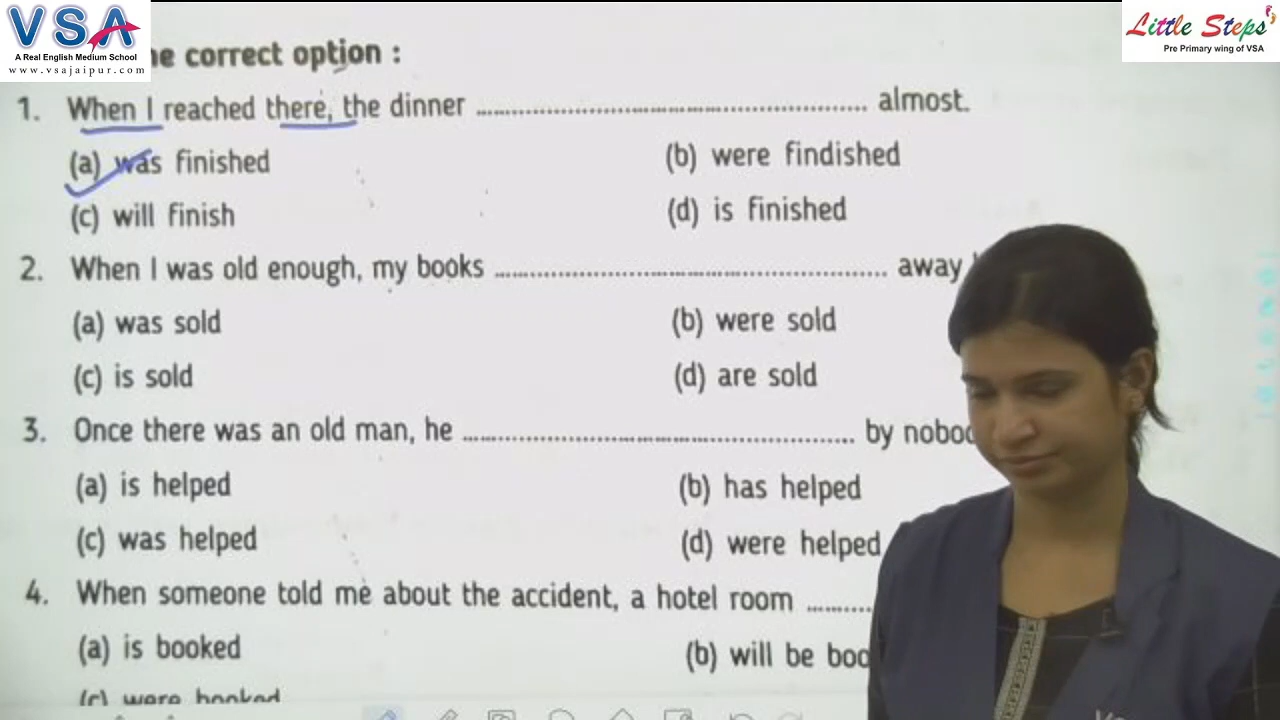 VSA
A Real English Medium School
www.vsajaipur.com
Little Steps
Pre Primary wing of VSA
he correct option :
1. When I reached there, the dinner .......... almost.
(a) was finished (b) were findished
(c) will finish (d) is finished
2. When I was old enough, my books .......... away
(a) was sold (b) were sold
(c) is sold (d) are sold
3. Once there was an old man, he .......... by
(a) is helped (b) has helped
(c) was helped (d) were helped
4. When someone told me about the accident, a hotel room ..........
(a) is booked (b) will be
(c) were booked